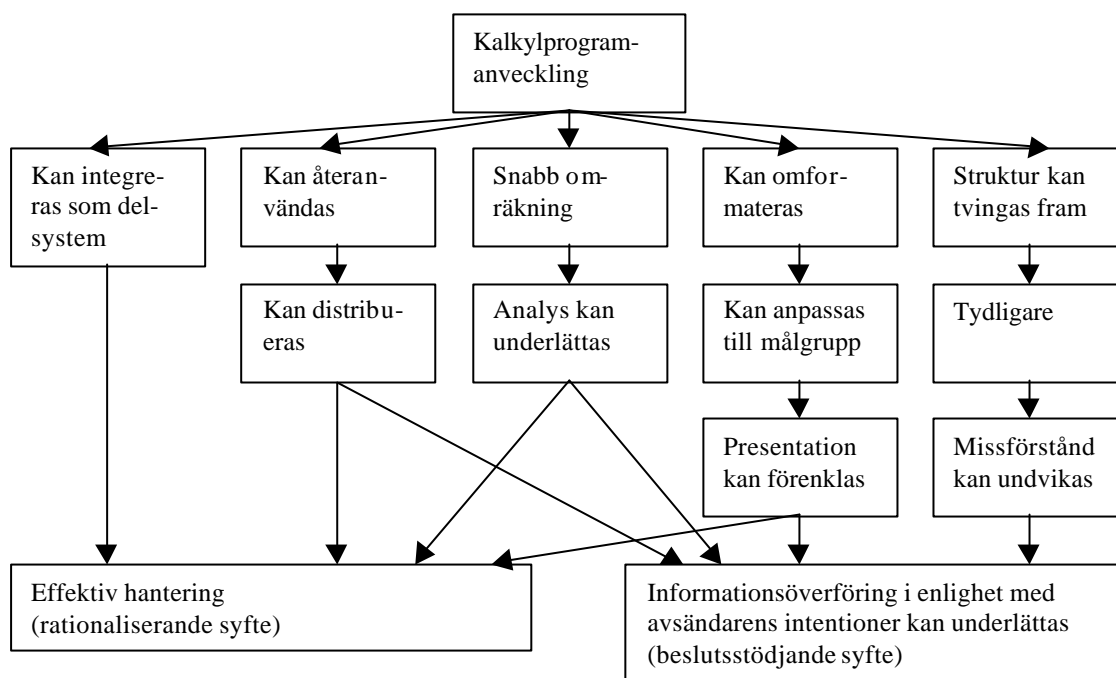 Kalkylprogram-
anveckling
Kan integre-
ras som del-
system
Kan återan-
vändas
Snabb om-
räkning
Kan omfor-
materas
Struktur kan
tvingas fram
Kan distribu-
eras
Analys kan
underlättas
Kan anpassas
till målgrupp
Tydligare
Presentation
kan förenklas
Missförstånd
kan undvikas
Effektiv hantering
(rationaliserande syfte)
Informationsöverföring i enlighet med
avsändarens intentioner kan underlättas
(beslutsstödjande syfte)